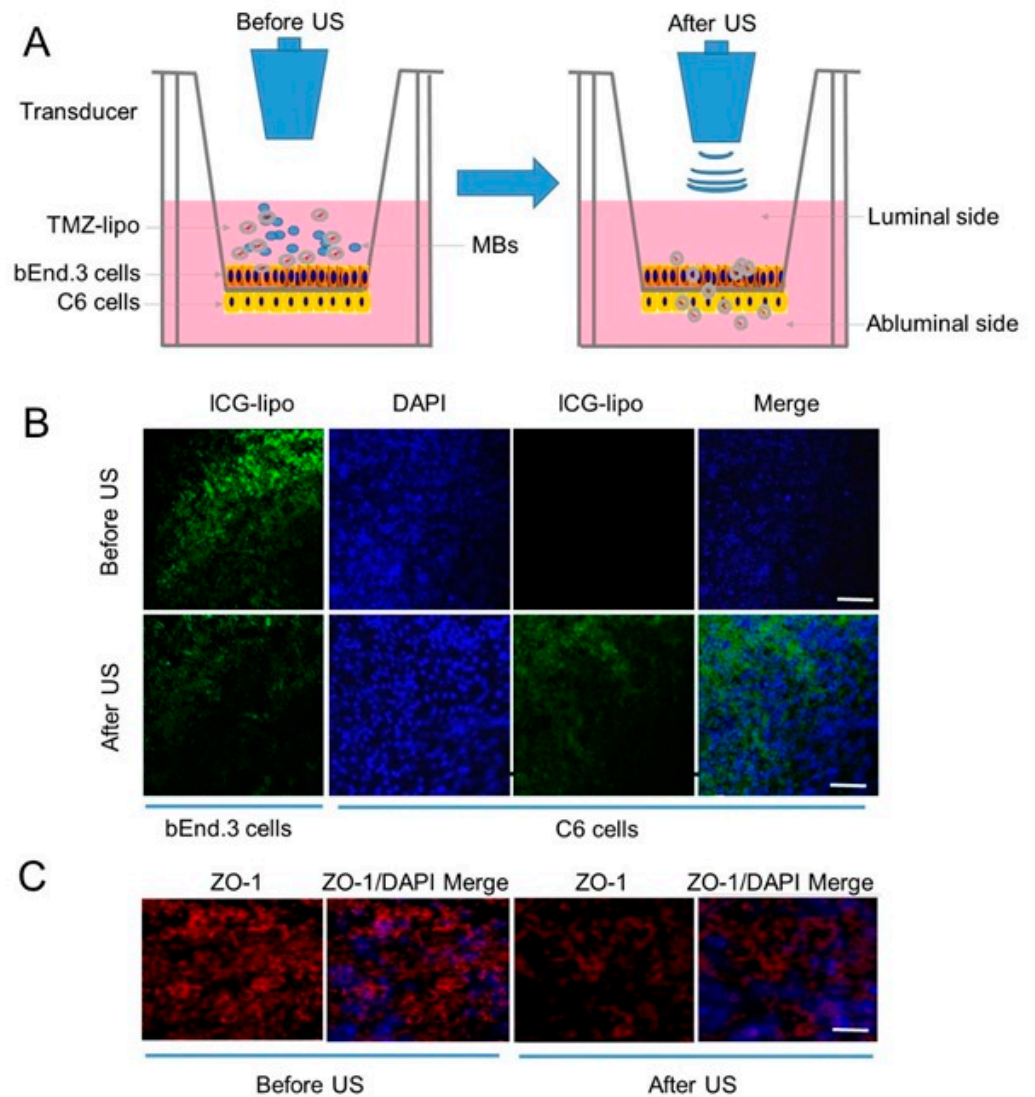 A
Before US
After US
Transducer
TMZ-lipo
MBs
Luminal side
bEnd.3 cells
C6 cells
Abluminal side
B
ICG-lipo
DAPI
ICG-lipo
Merge
Before US
After US
bEnd.3 cells
C6 cells
C
ZO-1
ZO-1/DAPI Merge
ZO-1
ZO-1/DAPI Merge
Before US
After US